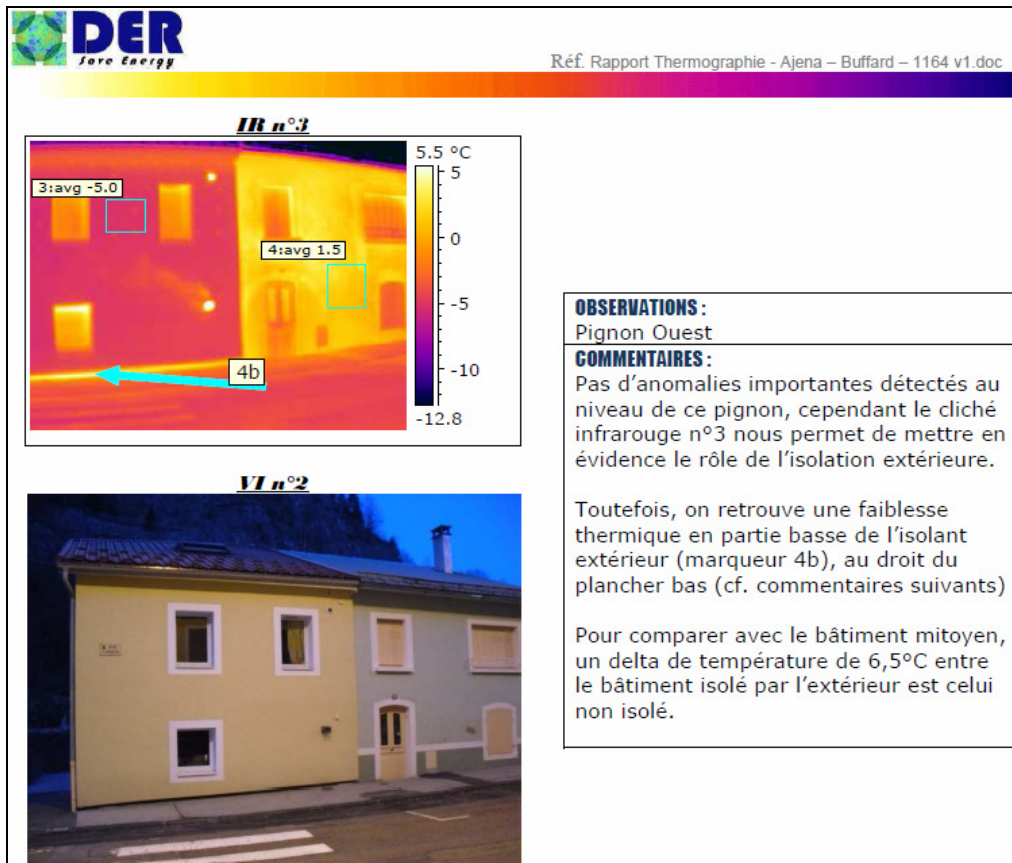 DER
Save Energy
Réf. Rapport Thermographie - Ajena – Buffard – 1164 v1.doc
IR n°3
5.5 °C
5
0
-5
-10
-12.8
3:avg -5.0
4:avg 1.5
4b
VI n°2
OBSERVATIONS :
Pignon Ouest
COMMENTAIRES :
Pas d'anomalies importantes détectés au
niveau de ce pignon, cependant le cliché
infrarouge n°3 nous permet de mettre en
évidence le rôle de l'isolation extérieure.
Toutefois, on retrouve une faiblesse
thermique en partie basse de l'isolant
extérieur (marqueur 4b), au droit du
plancher bas (cf. commentaires suivants)
Pour comparer avec le bâtiment mitoyen,
un delta de température de 6,5°C entre
le bâtiment isolé par l'extérieur est celui
non isolé.